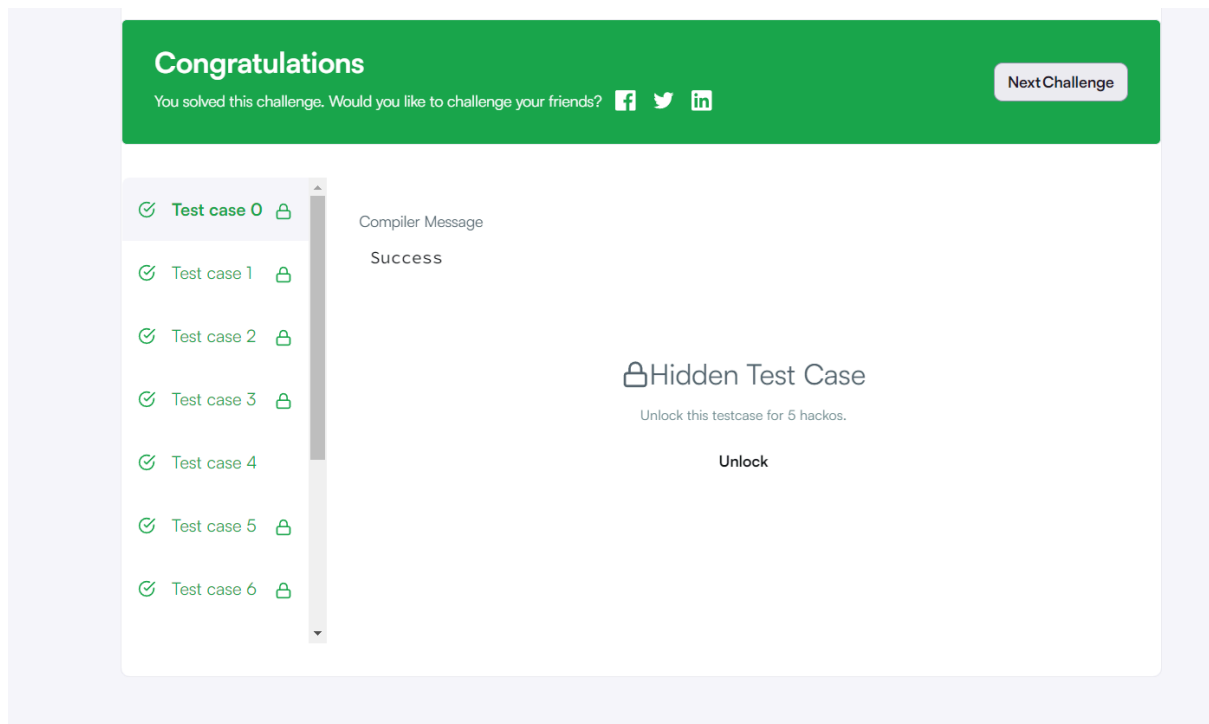 Congratulations
You solved this challenge. Would you like to challenge your friends?
Next Challenge
Test case 0
Test case 1
Test case 2
Test case 3
Test case 4
Test case 5
Test case 6
Compiler Message
Success
Hidden Test Case
Unlock this testcase for 5 hackos.
Unlock